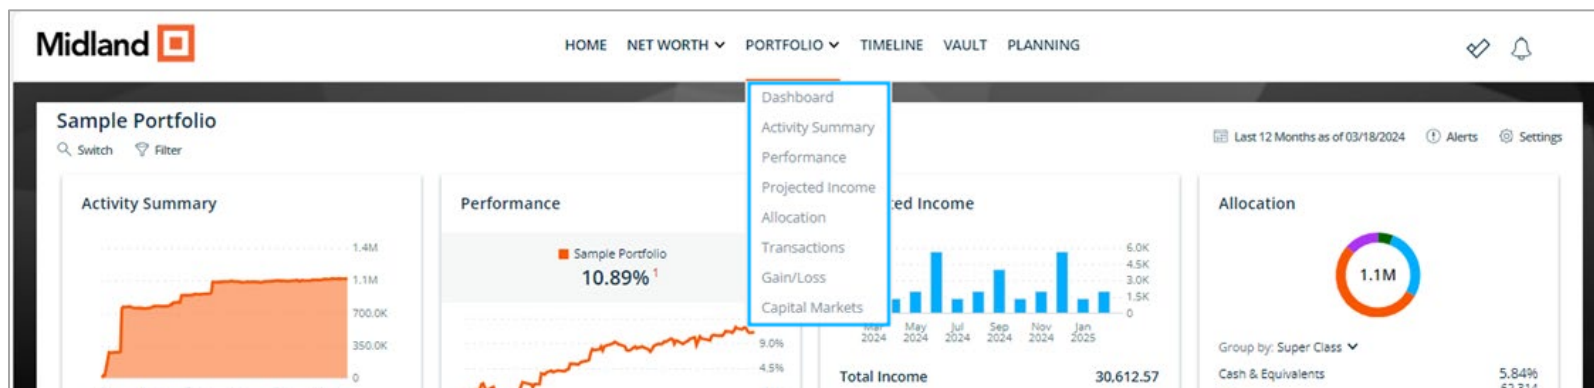 Midland
HOME NET WORTH PORTFOLIO TIMELINE VAULT PLANNING
Dashboard
Activity Summary
Performance
Projected Income
Allocation
Transactions
Gain/Loss
Capital Markets
Sample Portfolio
Switch Filter
Last 12 Months as of 03/18/2024 Alerts Settings
Activity Summary
1.4M
1.1M
700.0K
350.0K
0
Performance
Sample Portfolio
10.89% 1
9.0%
4.5%
ted Income
6.0K
4.5K
3.0K
1.5K
0
Mar May Jul Sep Nov Jan
2024 2024 2024 2024 2024 2025
Total Income 30,612.57
Allocation
1.1M
Group by: Super Class
Cash & Equivalents 5.84%